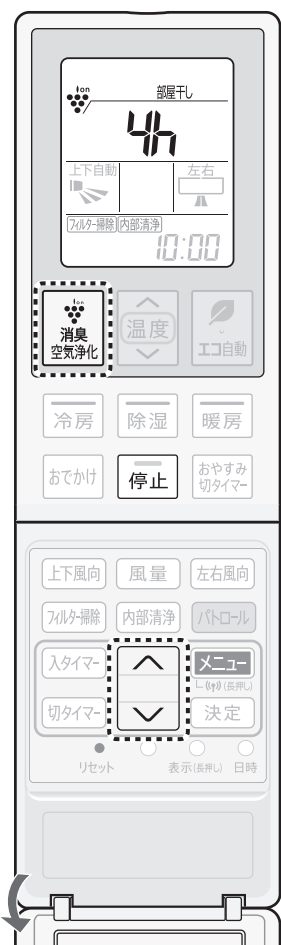 ion
部屋干し
4h
上下自動
左右
フィルター掃除 内部清浄
10:00
ion
消臭
空気浄化
温度
エコ自動
冷房
除湿
暖房
おでかけ
停止
おやすみ
切タイマー
上下風向
風量
左右風向
フィルター掃除
内部清浄
パトロール
入タイマー
メニュー
(長押し)
切タイマー
決定
リセット
表示(長押し)
日時